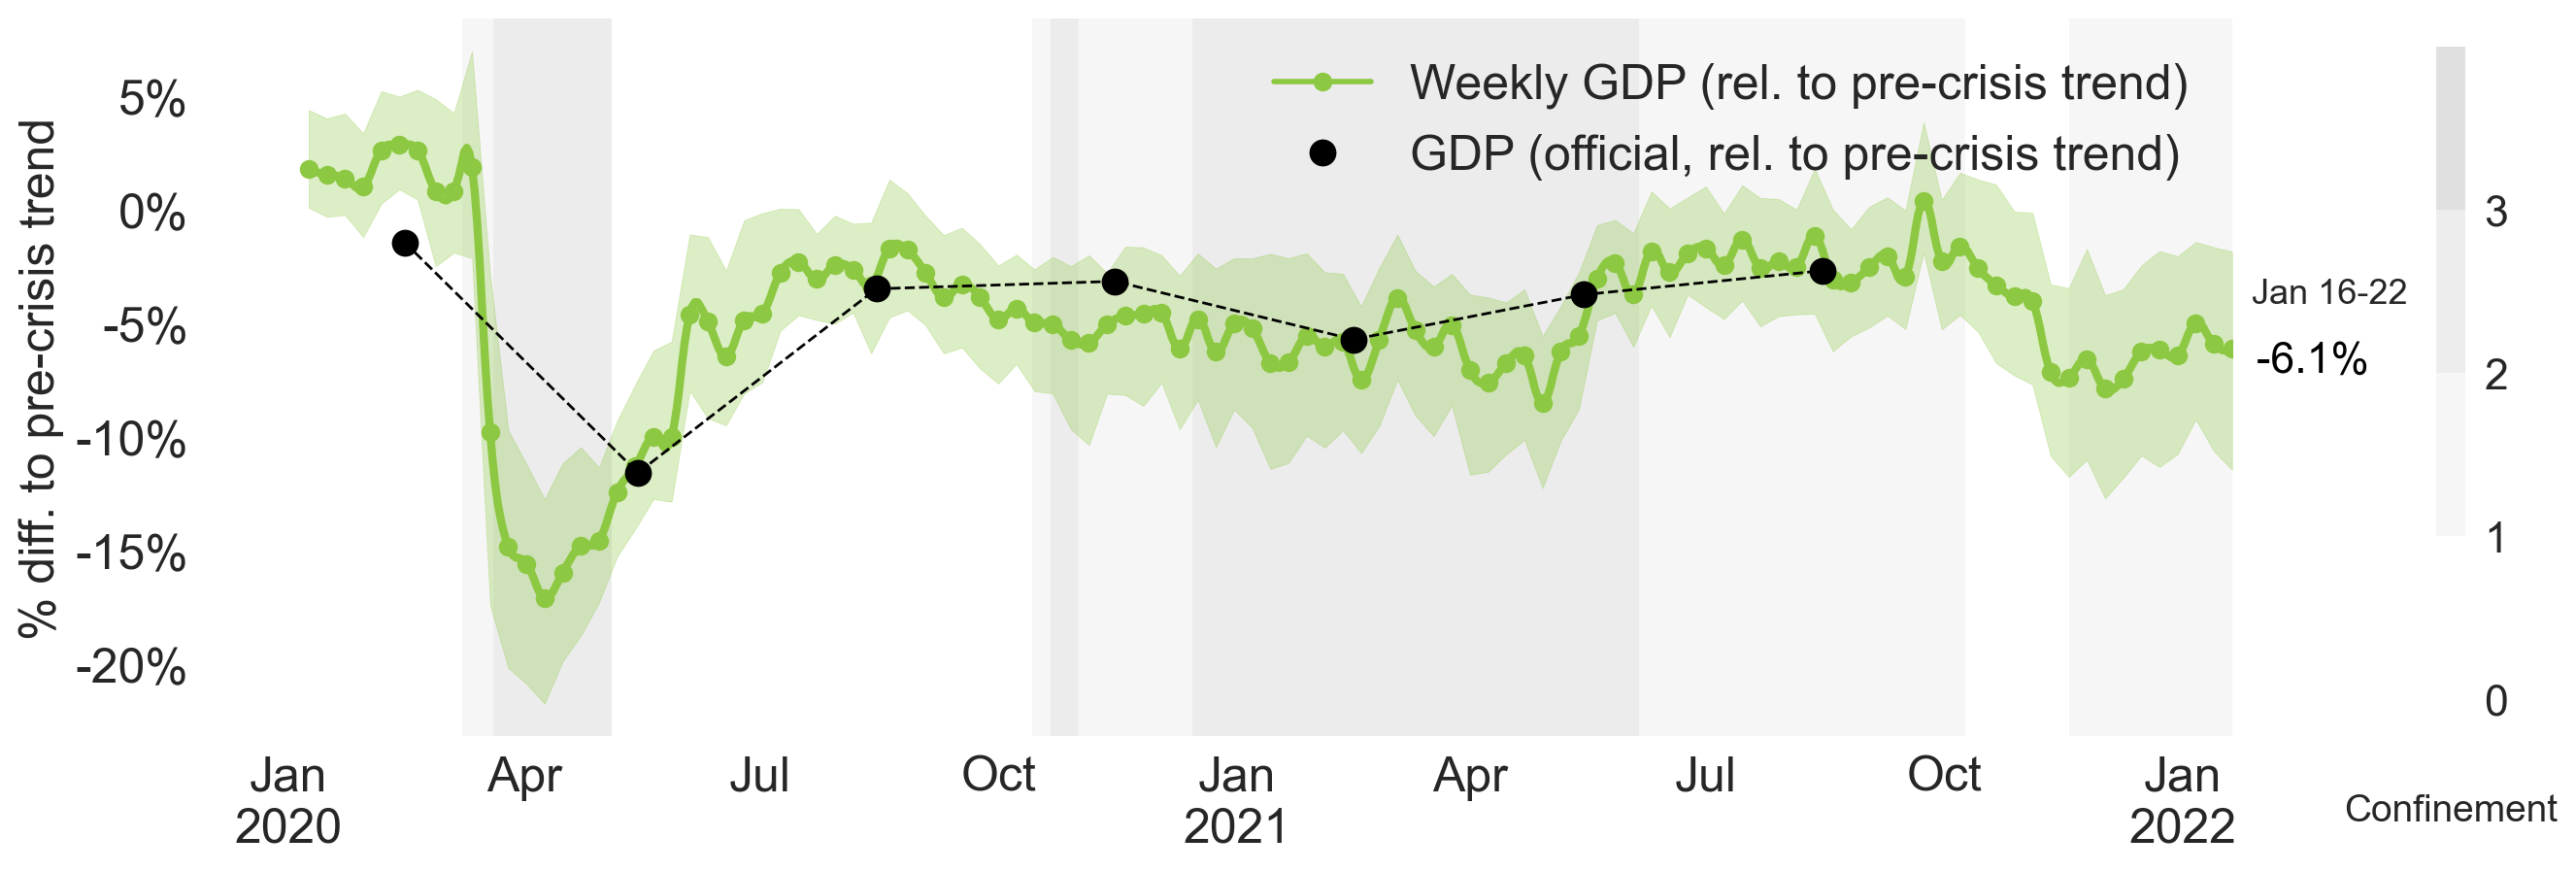 % diff. to pre-crisis trend
5%
0%
-5%
-10%
-15%
-20%
Weekly GDP (rel. to pre-crisis trend)
GDP (official, rel. to pre-crisis trend)
Jan 16-22
-6.1%
3
2
1
0
Confinement
Jan Apr Jul Oct Jan Apr Jul Oct Jan
2020 2021 2022